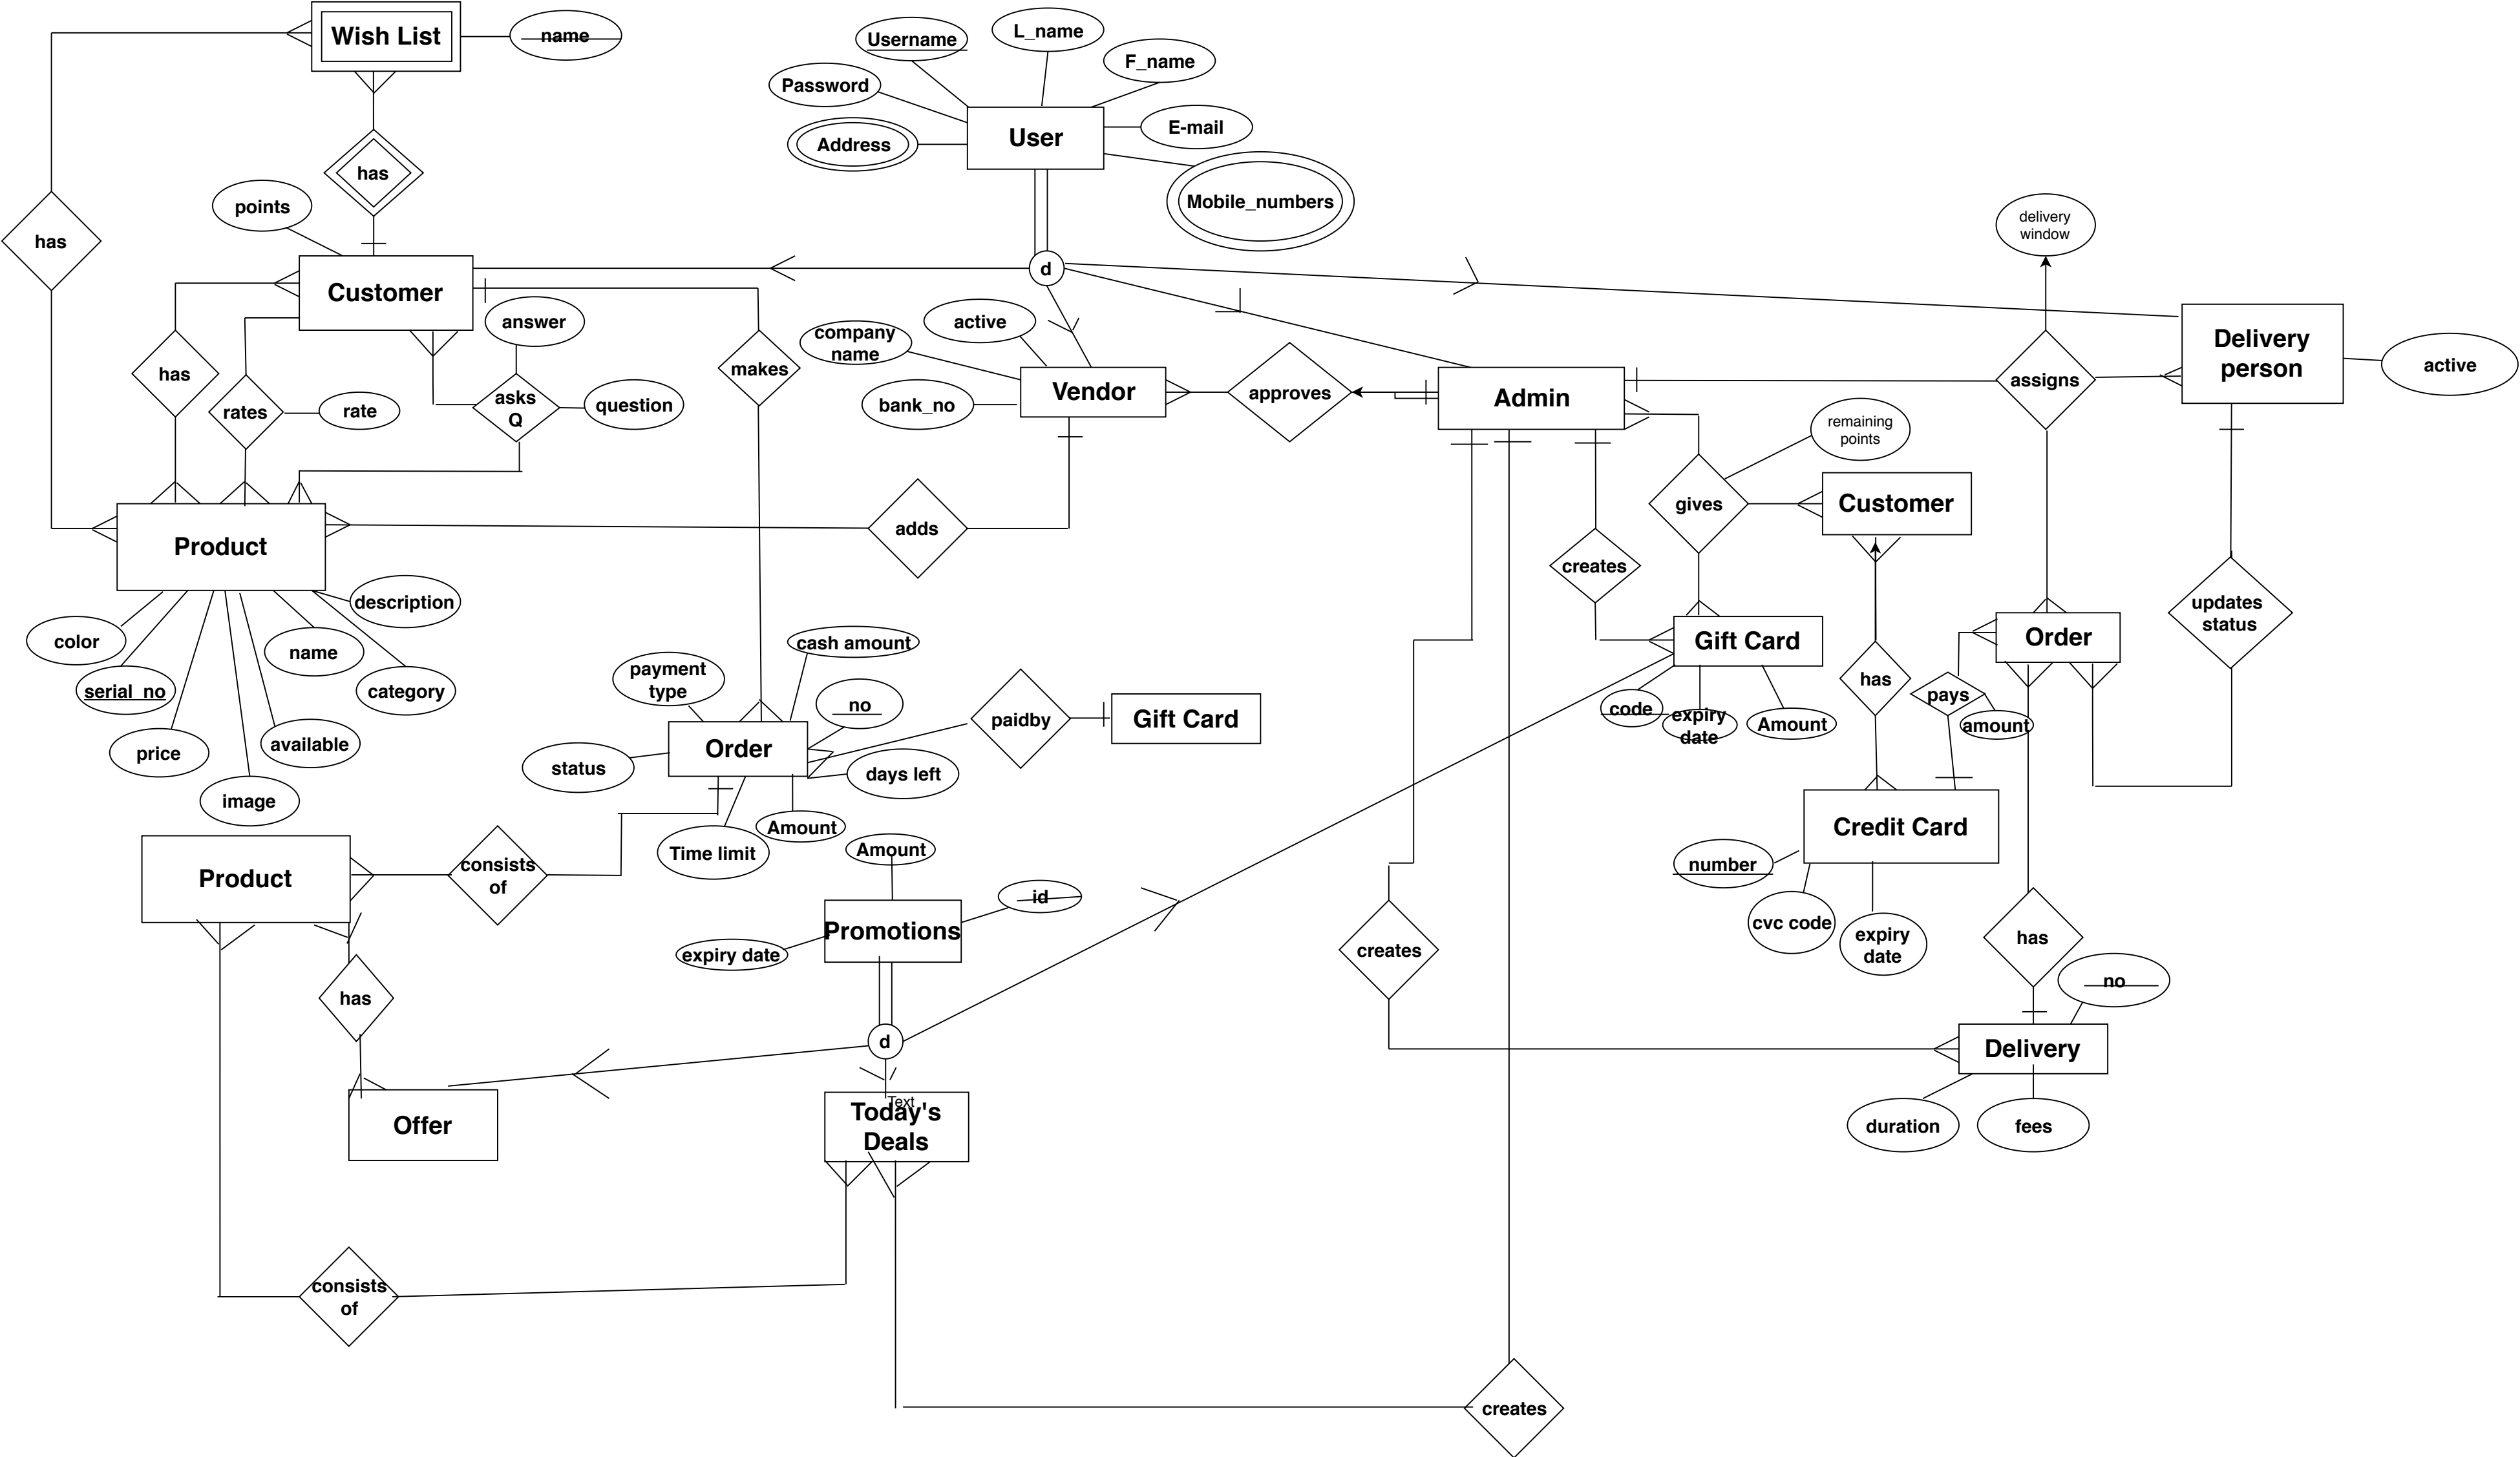 Wish List
name
Username
L_name
F_name
Password
E-mail
Address
User
Mobile_numbers
has
points
has
delivery
window
d
Customer
answer
active
company
name
Delivery
person
active
has
makes
approves
assigns
Vendor
Admin
rates
rate
asks
Q
question
bank_no
remaining
points
gives
Customer
adds
Product
creates
updates
status
description
color
name
serial_no
category
price
available
image
cash amount
payment
type
no
paidby
Gift Card
Order
status
days left
Amount
Time limit
Gift Card
Order
code
expiry
date
Amount
has
pays
amount
Credit Card
number
cvc code
expiry
date
has
no
Product
consists
of
Amount
id
Promotions
expiry date
creates
has
d
Delivery
duration
fees
Offer
Text
Today's
Deals
consists
of
creates